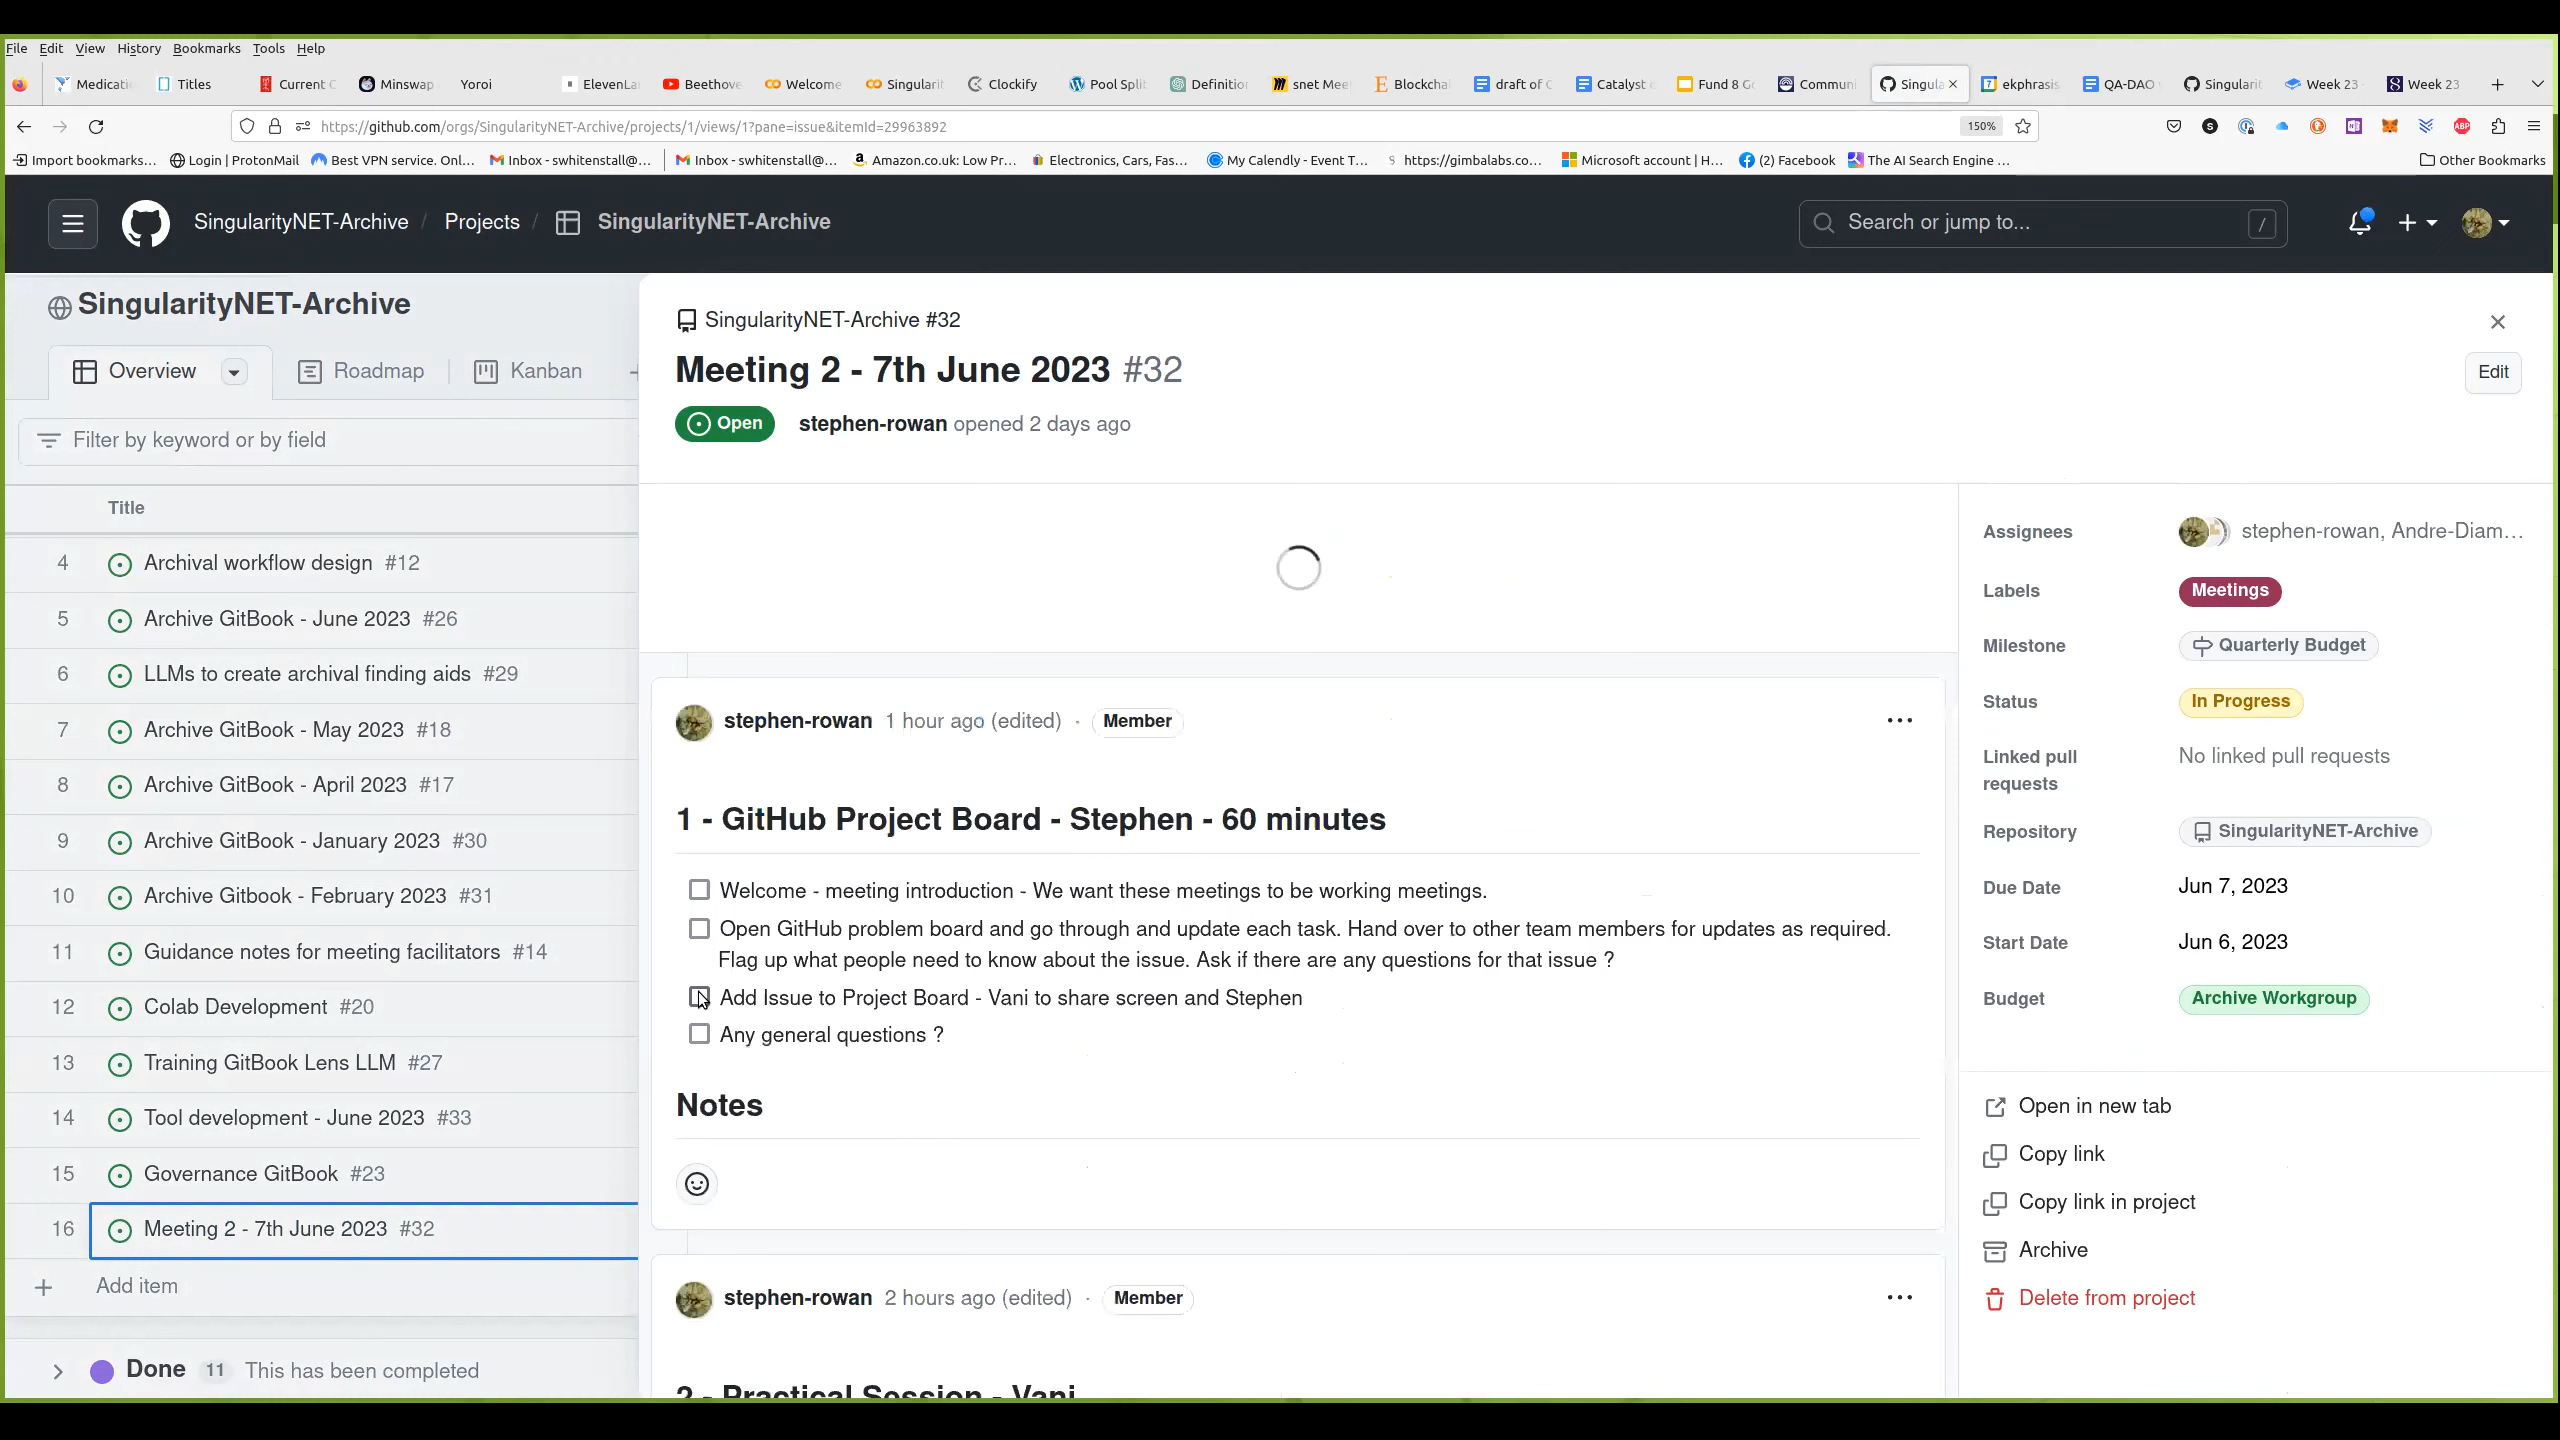 File Edit View History Bookmarks Tools Help
Medicati Titles Current C Minswap Yoroi ElevenLa Beethove Welcome Singularit Clockify Pool Split Definitior snet Mee Blockcha draft of C Catalyst Fund 8 Go Communi Singula ekphrasis QA-DAO Singularit Week 23 Week 23
https://github.com/orgs/SingularityNET-Archive/projects/1/views/1?pane=issue&itemId=29963892 150%
Import bookmarks... Login | ProtonMail Best VPN service. Onl... Inbox - swhitenstall@... Inbox - swhitenstall@... Amazon.co.uk: Low Pr... Electronics, Cars, Fas... My Calendly - Event T... https://gimbalabs.co... Microsoft account | H... (2) Facebook The AI Search Engine ... Other Bookmarks
SingularityNET-Archive / Projects / SingularityNET-Archive Search or jump to... /
SingularityNET-Archive
Overview Roadmap Kanban
Filter by keyword or by field
Title
4 Archival workflow design #12
5 Archive GitBook - June 2023 #26
6 LLMs to create archival finding aids #29
7 Archive GitBook - May 2023 #18
8 Archive GitBook - April 2023 #17
9 Archive GitBook - January 2023 #30
10 Archive Gitbook - February 2023 #31
11 Guidance notes for meeting facilitators #14
12 Colab Development #20
13 Training GitBook Lens LLM #27
14 Tool development - June 2023 #33
15 Governance GitBook #23
16 Meeting 2 - 7th June 2023 #32
+ Add item
Done 11 This has been completed
SingularityNET-Archive #32
Meeting 2 - 7th June 2023 #32
Edit
Open stephen-rowan opened 2 days ago
stephen-rowan 1 hour ago (edited) · Member
1 - GitHub Project Board - Stephen - 60 minutes
Welcome - meeting introduction - We want these meetings to be working meetings.
Open GitHub problem board and go through and update each task. Hand over to other team members for updates as required.
Flag up what people need to know about the issue. Ask if there are any questions for that issue ?
Add Issue to Project Board - Vani to share screen and Stephen
Any general questions ?
Notes
stephen-rowan 2 hours ago (edited) · Member
2 - Practical Session - Vani
Assignees stephen-rowan, Andre-Diam...
Labels Meetings
Milestone Quarterly Budget
Status In Progress
Linked pull No linked pull requests
requests
Repository SingularityNET-Archive
Due Date Jun 7, 2023
Start Date Jun 6, 2023
Budget Archive Workgroup
Open in new tab
Copy link
Copy link in project
Archive
Delete from project